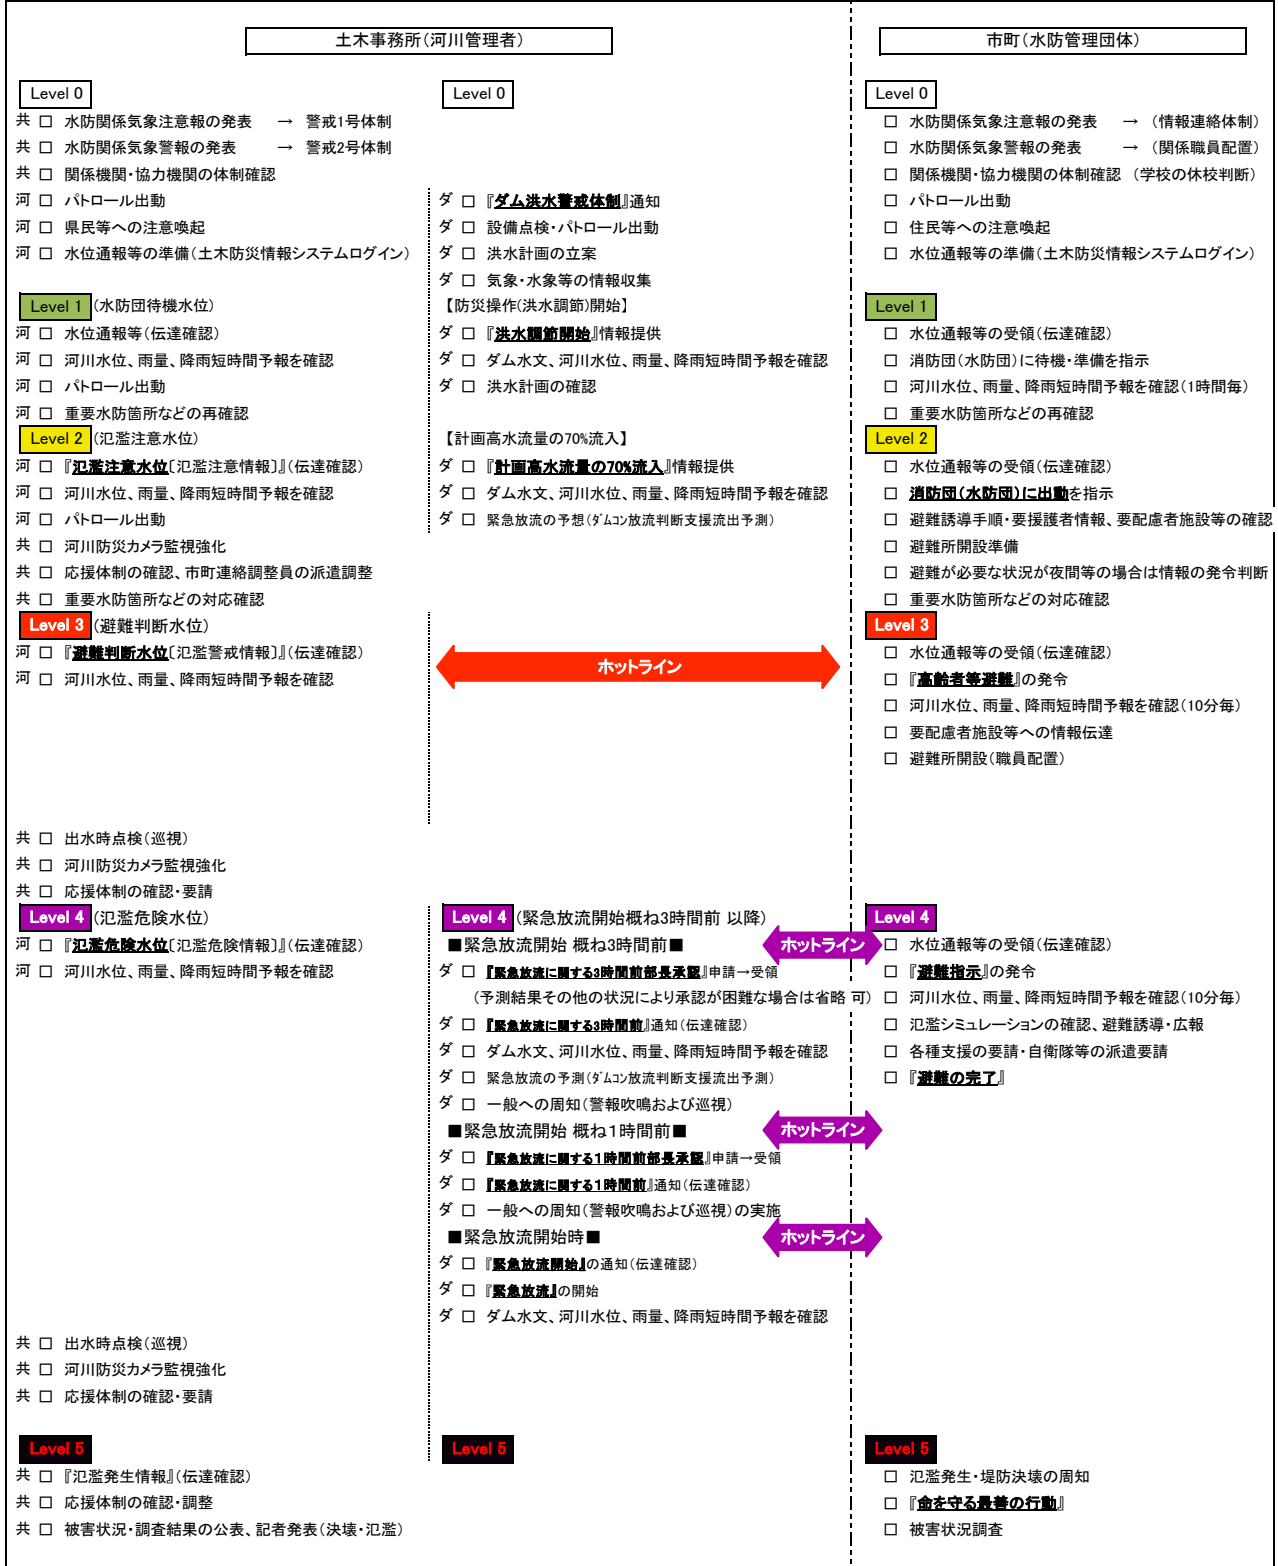 土木事務所（河川管理者）
市町（水防管理団体）
Level 0
共 □ 水防関係気象注意報の発表 → 警戒1号体制
共 □ 水防関係気象警報の発表 → 警戒2号体制
共 □ 関係機関・協力機関の体制確認
河 □ パトロール出動
河 □ 県民等への注意喚起
河 □ 水位通報等の準備（土木防災情報システムログイン）
Level 1 （水防団待機水位）
河 □ 水位通報等（伝達確認）
河 □ 河川水位、雨量、降雨短時間予報を確認
河 □ パトロール出動
河 □ 重要水防箇所などの再確認
Level 2 （氾濫注意水位）
河 □ 『氾濫注意水位〔氾濫注意情報〕』（伝達確認）
河 □ 河川水位、雨量、降雨短時間予報を確認
河 □ パトロール出動
共 □ 河川防災カメラ監視強化
共 □ 応援体制の確認、市町連絡調整員の派遣調整
共 □ 重要水防箇所などの対応確認
Level 3 （避難判断水位）
河 □ 『避難判断水位〔氾濫警戒情報〕』（伝達確認）
河 □ 河川水位、雨量、降雨短時間予報を確認
共 □ 出水時点検（巡視）
共 □ 河川防災カメラ監視強化
共 □ 応援体制の確認・要請
Level 4 （氾濫危険水位）
河 □ 『氾濫危険水位〔氾濫危険情報〕』（伝達確認）
河 □ 河川水位、雨量、降雨短時間予報を確認
共 □ 出水時点検（巡視）
共 □ 河川防災カメラ監視強化
共 □ 応援体制の確認・要請
Level 5
共 □ 『氾濫発生情報』（伝達確認）
共 □ 応援体制の確認・調整
共 □ 被害状況・調査結果の公表、記者発表（決壊・氾濫）
Level 0
ダ □ 『ダム洪水警戒体制』通知
ダ □ 設備点検・パトロール出動
ダ □ 洪水計画の立案
ダ □ 気象・水象等の情報収集
【防災操作(洪水調節)開始】
ダ □ 『洪水調節開始』情報提供
ダ □ ダム水文、河川水位、雨量、降雨短時間予報を確認
ダ □ 洪水計画の確認
【計画高水流量の70%流入】
ダ □ 『計画高水流量の70%流入』情報提供
ダ □ ダム水文、河川水位、雨量、降雨短時間予報を確認
ダ □ 緊急放流の予想（ﾀﾞﾑｺﾝ放流判断支援流出予測）
ホットライン
Level 4 （緊急放流開始概ね3時間前 以降）
■緊急放流開始 概ね3時間前■
ホットライン
ダ □ 『緊急放流に関する3時間前部長承認』申請→受領
（予測結果その他の状況により承認が困難な場合は省略 可）
ダ □ 『緊急放流に関する3時間前』通知（伝達確認）
ダ □ ダム水文、河川水位、雨量、降雨短時間予報を確認
ダ □ 緊急放流の予測（ﾀﾞﾑｺﾝ放流判断支援流出予測）
ダ □ 一般への周知（警報吹鳴および巡視）
■緊急放流開始 概ね１時間前■
ホットライン
ダ □ 『緊急放流に関する１時間前部長承認』申請→受領
ダ □ 『緊急放流に関する１時間前』通知（伝達確認）
ダ □ 一般への周知（警報吹鳴および巡視）の実施
■緊急放流開始時■
ホットライン
ダ □ 『緊急放流開始』の通知（伝達確認）
ダ □ 『緊急放流』の開始
ダ □ ダム水文、河川水位、雨量、降雨短時間予報を確認
Level 5
Level 0
□ 水防関係気象注意報の発表 → （情報連絡体制）
□ 水防関係気象警報の発表 → （関係職員配置）
□ 関係機関・協力機関の体制確認 （学校の休校判断）
□ パトロール出動
□ 住民等への注意喚起
□ 水位通報等の準備（土木防災情報システムログイン）
Level 1
□ 水位通報等の受領（伝達確認）
□ 消防団（水防団）に待機・準備を指示
□ 河川水位、雨量、降雨短時間予報を確認（1時間毎）
□ 重要水防箇所などの再確認
Level 2
□ 水位通報等の受領（伝達確認）
□ 消防団（水防団）に出動を指示
□ 避難誘導手順・要援護者情報、要配慮者施設等の確認
□ 避難所開設準備
□ 避難が必要な状況が夜間等の場合は情報の発令判断
□ 重要水防箇所などの対応確認
Level 3
□ 水位通報等の受領（伝達確認）
□ 『高齢者等避難』の発令
□ 河川水位、雨量、降雨短時間予報を確認（10分毎）
□ 要配慮者施設等への情報伝達
□ 避難所開設（職員配置）
Level 4
□ 水位通報等の受領（伝達確認）
□ 『避難指示』の発令
□ 河川水位、雨量、降雨短時間予報を確認（10分毎）
□ 氾濫シミュレーションの確認、避難誘導・広報
□ 各種支援の要請・自衛隊等の派遣要請
□ 『避難の完了』
Level 5
□ 氾濫発生・堤防決壊の周知
□ 『命を守る最善の行動』
□ 被害状況調査